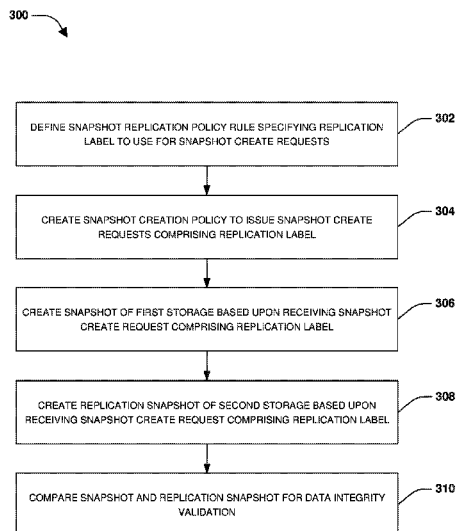 300
302
DEFINE SNAPSHOT REPLICATION POLICY RULE SPECIFYING REPLICATION
LABEL TO USE FOR SNAPSHOT CREATE REQUESTS
304
CREATE SNAPSHOT CREATION POLICY TO ISSUE SNAPSHOT CREATE
REQUESTS COMPRISING REPLICATION LABEL
306
CREATE SNAPSHOT OF FIRST STORAGE BASED UPON RECEIVING SNAPSHOT
CREATE REQUEST COMPRISING REPLICATION LABEL
308
CREATE REPLICATION SNAPSHOT OF SECOND STORAGE BASED UPON
RECEIVING SNAPSHOT CREATE REQUEST COMPRISING REPLICATION LABEL
310
COMPARE SNAPSHOT AND REPLICATION SNAPSHOT FOR DATA INTEGRITY
VALIDATION